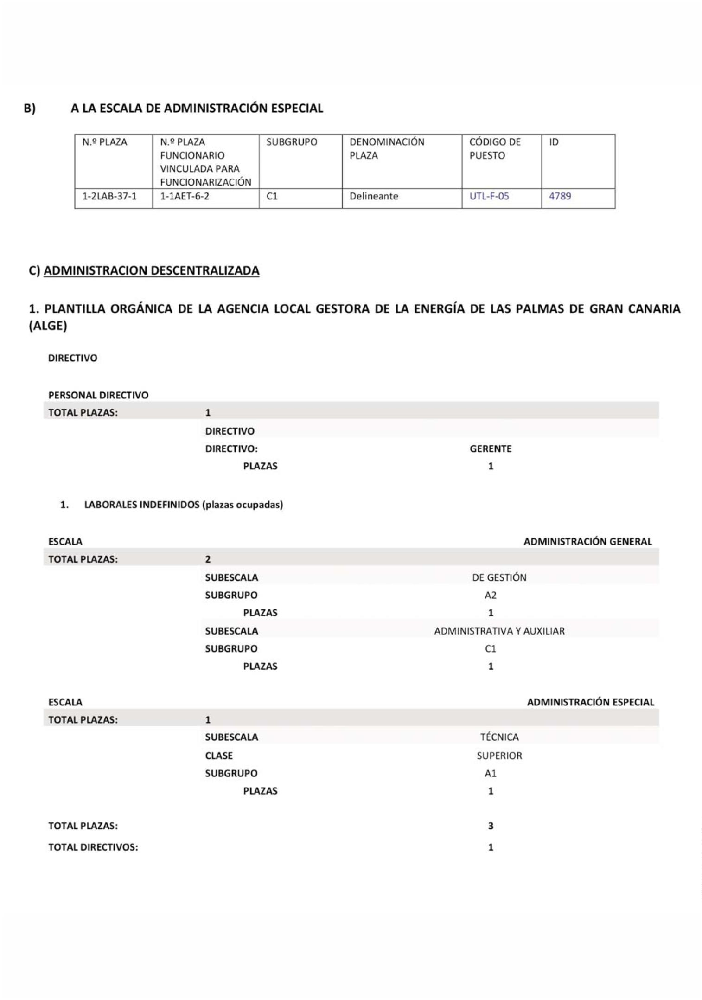 B) A LA ESCALA DE ADMINISTRACIÓN ESPECIAL
N.º PLAZA N.º PLAZA SUBGRUPO DENOMINACIÓN CÓDIGO DE ID
FUNCIONARIO PLAZA PUESTO
VINCULADA PARA
FUNCIONARIZACIÓN
1-2LAB-37-1 1-1AET-6-2 C1 Delineante UTL-F-05 4789
C) ADMINISTRACION DESCENTRALIZADA
1. PLANTILLA ORGÁNICA DE LA AGENCIA LOCAL GESTORA DE LA ENERGÍA DE LAS PALMAS DE GRAN CANARIA
(ALGE)
DIRECTIVO
PERSONAL DIRECTIVO
TOTAL PLAZAS: 1
DIRECTIVO
DIRECTIVO: GERENTE
PLAZAS 1
1. LABORALES INDEFINIDOS (plazas ocupadas)
ESCALA ADMINISTRACIÓN GENERAL
TOTAL PLAZAS: 2
SUBESCALA DE GESTIÓN
SUBGRUPO A2
PLAZAS 1
SUBESCALA ADMINISTRATIVA Y AUXILIAR
SUBGRUPO C1
PLAZAS 1
ESCALA ADMINISTRACIÓN ESPECIAL
TOTAL PLAZAS: 1
SUBESCALA TÉCNICA
CLASE SUPERIOR
SUBGRUPO A1
PLAZAS 1
TOTAL PLAZAS: 3
TOTAL DIRECTIVOS: 1